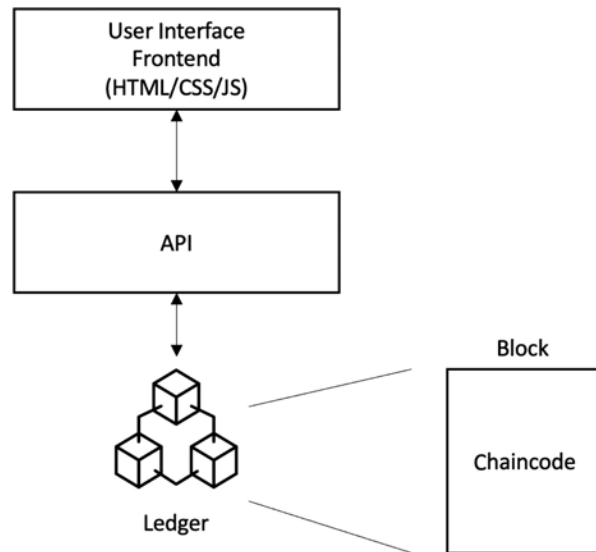 User Interface
Frontend
(HTML/CSS/JS)
API
Block
Chaincode
Ledger